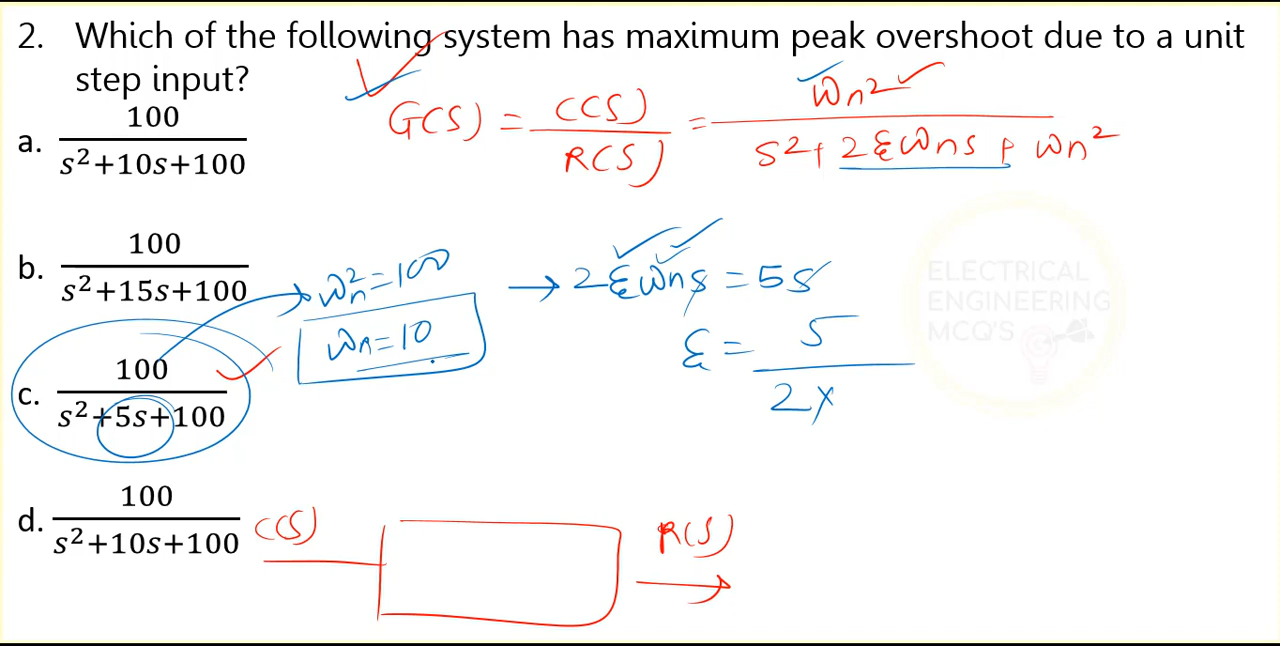 2. Which of the following system has maximum peak overshoot due to a unit
step input?
a. 100
s²+10s+100
G(S) = C(S) = ωn²
R(S) S²+ 2ξωns + ωn²
b. 100
s²+15s+100
ωn²=100
ωn=10
→ 2ξωns = 5s
ξ = 5
2×
ELECTRICAL
ENGINEERING
MCQ'S
c. 100
s²+5s+100
d. 100
s²+10s+100
C(S)
R(S)